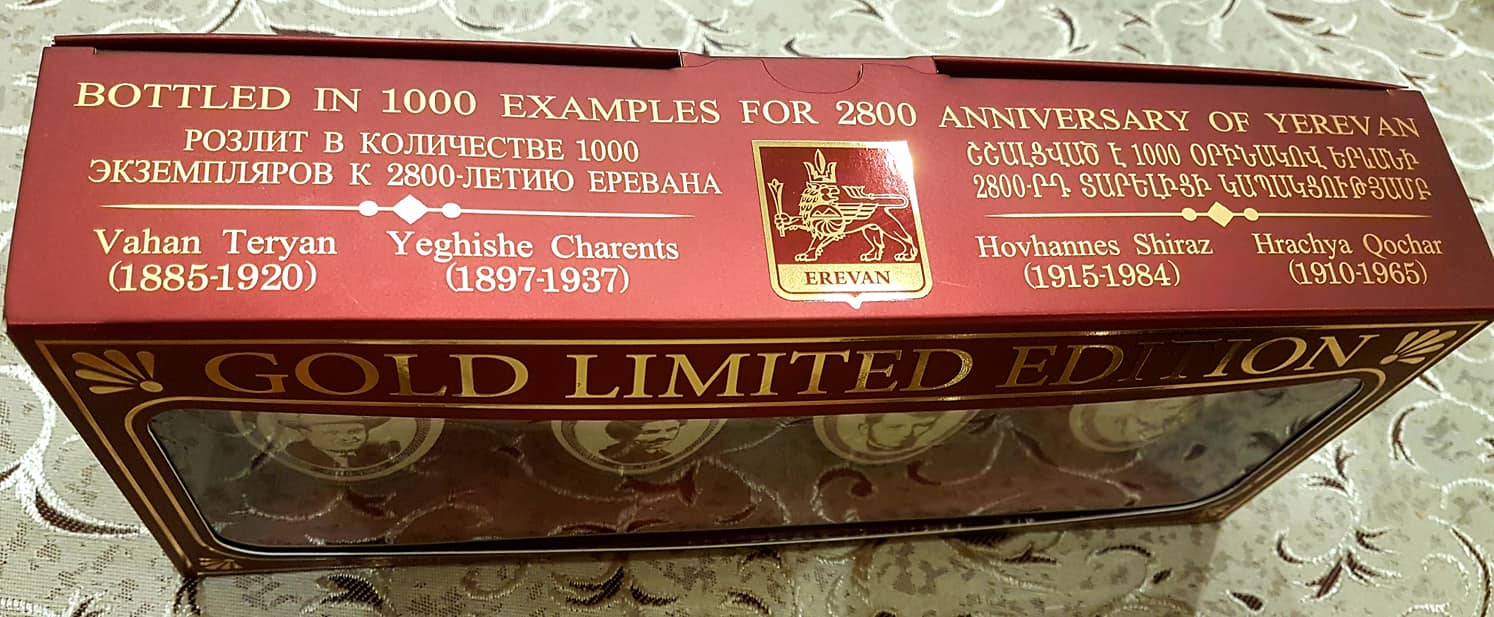 BOTTLED IN 1000 EXAMPLES FOR 2800 ANNIVERSARY OF YEREVAN
РОЗЛИТ В КОЛИЧЕСТВЕ 1000
ЭКЗЕМПЛЯРОВ К 2800-ЛЕТИЮ ЕРЕВАНА
ՇՇԱԼՑՎԱԾ Է 1000 ՕՐԻՆԱԿՈՎ ԵՐևԱՆԻ
2800-ՐԴ ՏԱՐԵԼԻՑԻ ԿԱՊԱԿՑՈՒԹՅԱՄԲ
Vahan Teryan
(1885-1920)
Yeghishe Charents
(1897-1937)
EREVAN
Hovhannes Shiraz
(1915-1984)
Hrachya Qochar
(1910-1965)
GOLD LIMITED EDITION